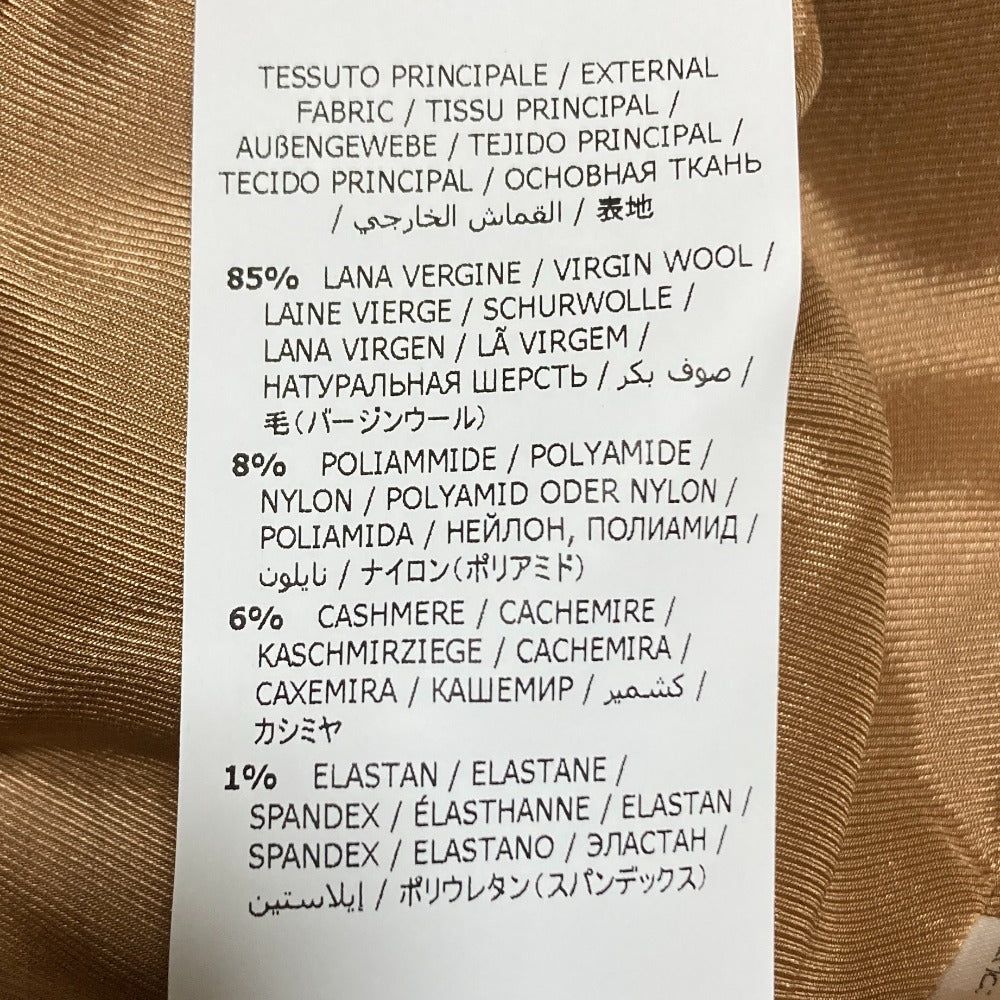 TESSUTO PRINCIPALE / EXTERNAL
FABRIC / TISSU PRINCIPAL /
AUßENGEWEBE / TEJIDO PRINCIPAL /
TECIDO PRINCIPAL / ОСНОВНАЯ ТКАНЬ
/ القماش الخارجي / 表地
85% LANA VERGINE / VIRGIN WOOL /
LAINE VIERGE / SCHURWOLLE /
LANA VIRGEN / LÃ VIRGEM /
НАТУРАЛЬНАЯ ШЕРСТЬ / صوف بكر /
毛(バージンウール)
8% POLIAMMIDE / POLYAMIDE /
NYLON / POLYAMID ODER NYLON /
POLIAMIDA / НЕЙЛОН, ПОЛИАМИД /
نايلون / ナイロン(ポリアミド)
6% CASHMERE / CACHEMIRE /
KASCHMIRZIEGE / CACHEMIRA /
CAXEMIRA / КАШЕМИР / كشمير /
カシミヤ
1% ELASTAN / ELASTANE /
SPANDEX / ÉLASTHANNE / ELASTAN /
SPANDEX / ELASTANO / ЭЛАСТАН /
إيلاستين / ポリウレタン(スパンデックス)